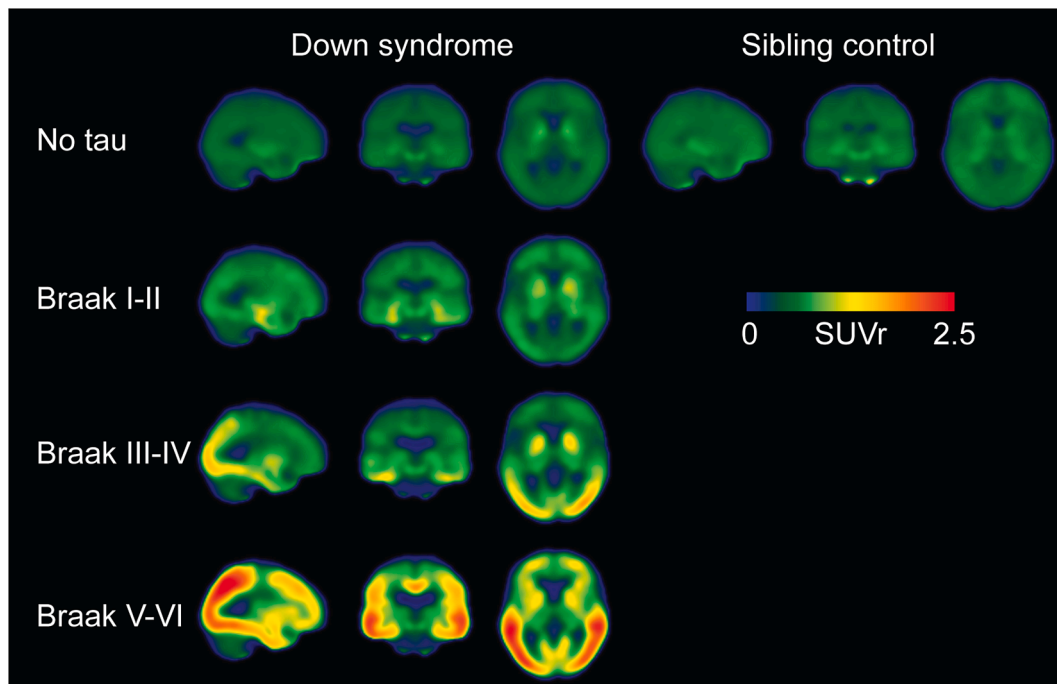 Down syndrome
Sibling control
No tau
Braak I-II
0 SUVr 2.5
Braak III-IV
Braak V-VI